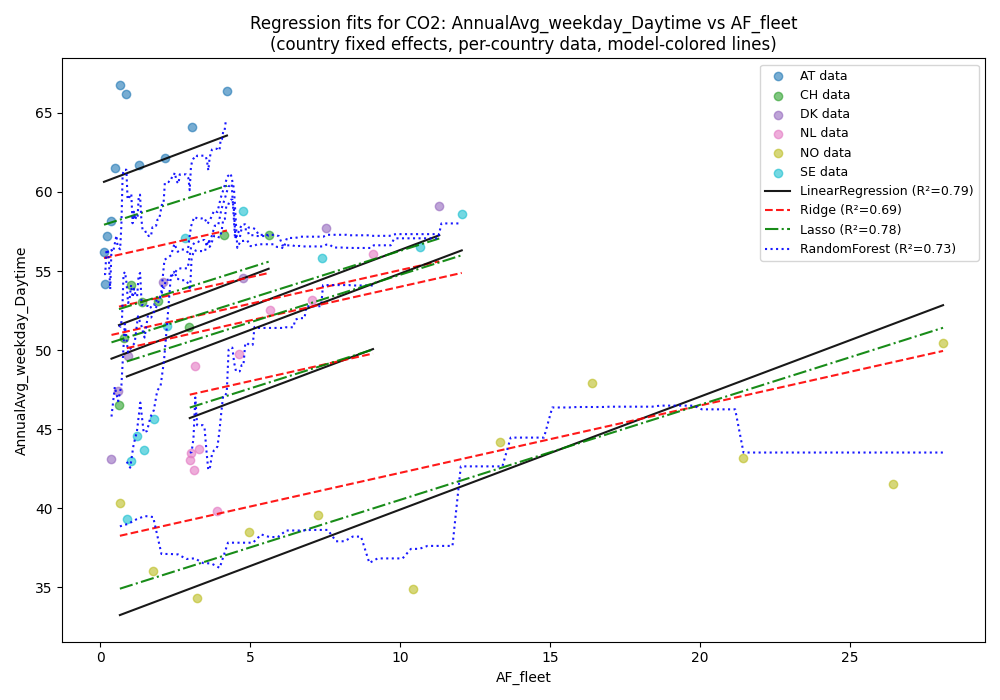 Regression fits for CO2: AnnualAvg_weekday_Daytime vs AF_fleet
(country fixed effects, per-country data, model-colored lines)
AT data
CH data
DK data
NL data
NO data
SE data
LinearRegression (R²=0.79)
Ridge (R²=0.69)
Lasso (R²=0.78)
RandomForest (R²=0.73)
AnnualAvg_weekday_Daytime
65
60
55
50
45
40
35
0 5 10 15 20 25
AF_fleet